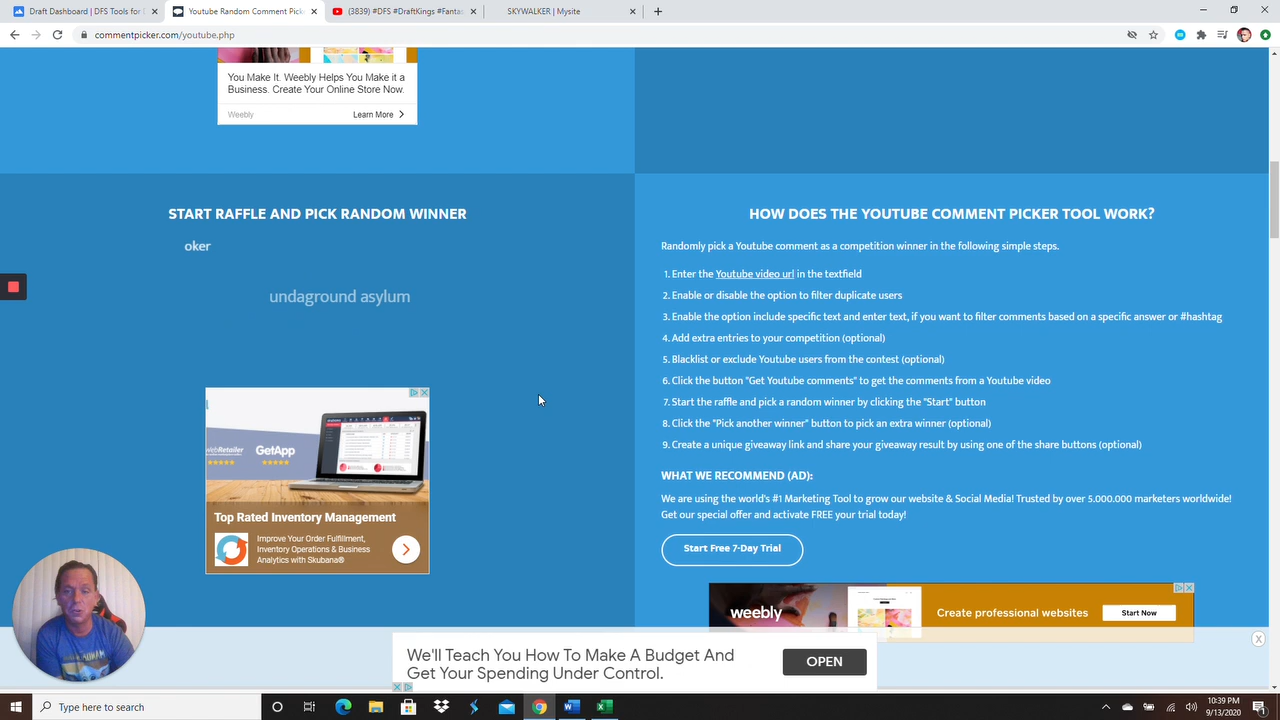 Draft Dashboard | DFS Tools for D
Youtube Random Comment Picke
(3839) #DFS #DraftKings #Fantas
SKYWALKER | Mysite
commentpicker.com/youtube.php
You Make It. Weebly Helps You Make it a
Business. Create Your Online Store Now.
Weebly
Learn More
START RAFFLE AND PICK RANDOM WINNER
oker
undaground asylum
GetApp
Top Rated Inventory Management
Improve Your Order Fulfillment,
Inventory Operations & Business
Analytics with Skubana®
HOW DOES THE YOUTUBE COMMENT PICKER TOOL WORK?
Randomly pick a Youtube comment as a competition winner in the following simple steps.
1. Enter the Youtube video url in the textfield
2. Enable or disable the option to filter duplicate users
3. Enable the option include specific text and enter text, if you want to filter comments based on a specific answer or #hashtag
4. Add extra entries to your competition (optional)
5. Blacklist or exclude Youtube users from the contest (optional)
6. Click the button "Get Youtube comments" to get the comments from a Youtube video
7. Start the raffle and pick a random winner by clicking the "Start" button
8. Click the "Pick another winner" button to pick an extra winner (optional)
9. Create a unique giveaway link and share your giveaway result by using one of the share buttons (optional)
WHAT WE RECOMMEND (AD):
We are using the world's #1 Marketing Tool to grow our website & Social Media! Trusted by over 5.000.000 marketers worldwide!
Get our special offer and activate FREE your trial today!
Start Free 7-Day Trial
weebly
Create professional websites
Start Now
We'll Teach You How To Make A Budget And
Get Your Spending Under Control.
OPEN
Type here to search
10:39 PM
9/13/2020